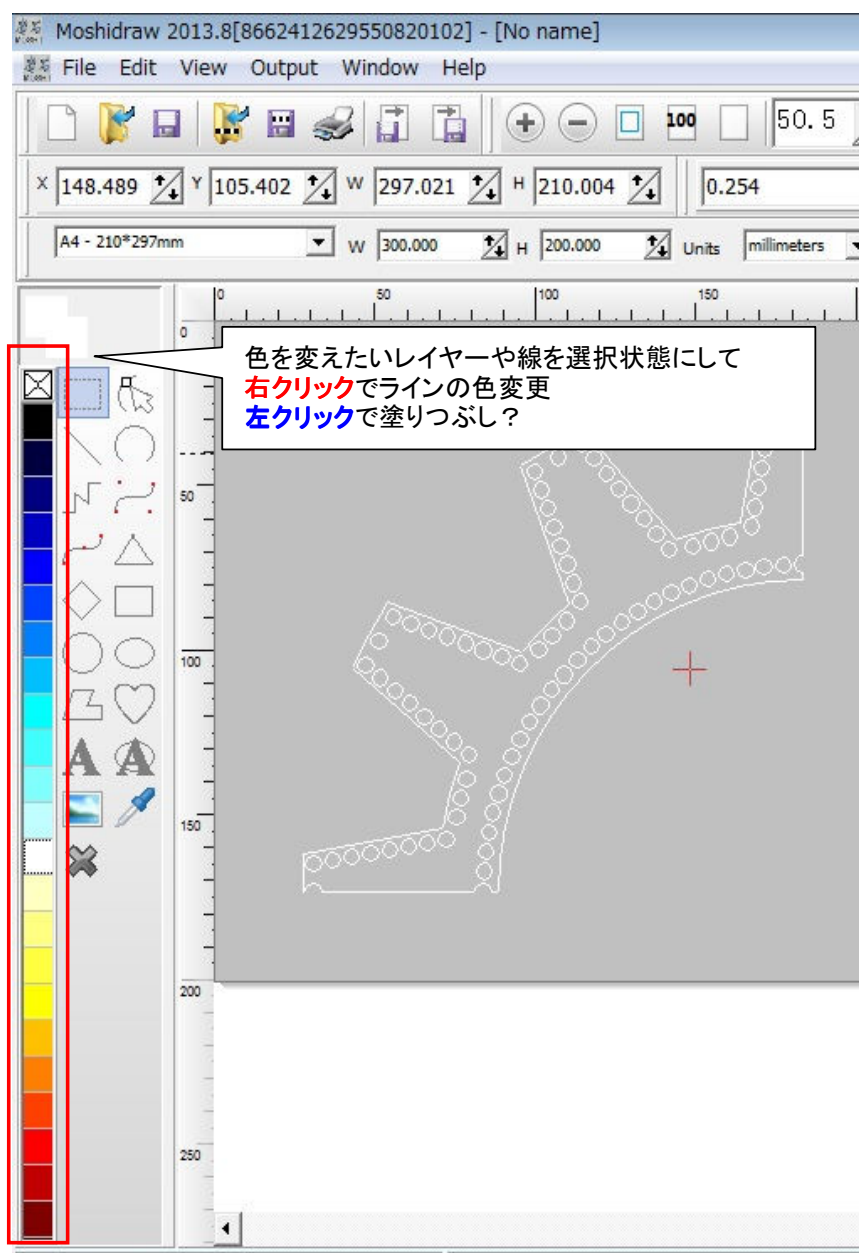 Moshidraw 2013.8[8662412629550820102] - [No name]
File Edit View Output Window Help
100 50.5
X 148.489 Y 105.402 W 297.021 H 210.004 0.254
A4 - 210*297mm W 300.000 H 200.000 Units millimeters
0 50 100 150
0
色を変えたいレイヤーや線を選択状態にして
右クリックでラインの色変更
左クリックで塗りつぶし？
50
100
A A
150
200
250